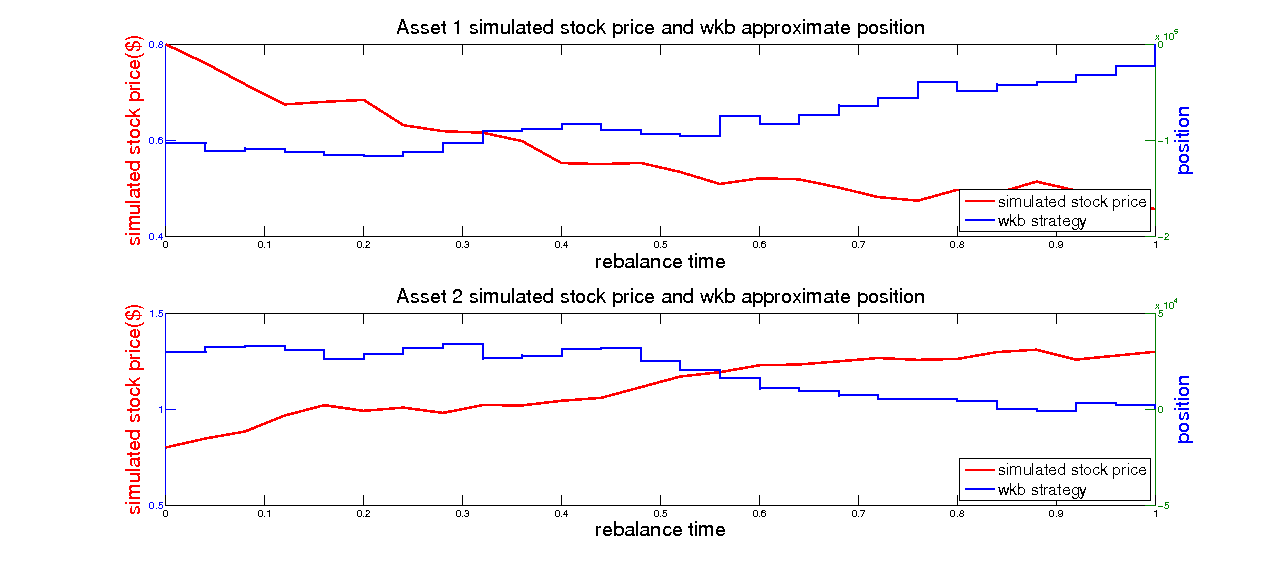 Asset 1 simulated stock price and wkb approximate position
x 10^5
simulated stock price($)
0.8
0.6
0.4
0
-1
-2
position
simulated stock price
wkb strategy
0 0.1 0.2 0.3 0.4 0.5 0.6 0.7 0.8 0.9 1
rebalance time
Asset 2 simulated stock price and wkb approximate position
x 10^4
simulated stock price($)
1.5
1
0.5
5
0
-5
position
simulated stock price
wkb strategy
0 0.1 0.2 0.3 0.4 0.5 0.6 0.7 0.8 0.9 1
rebalance time